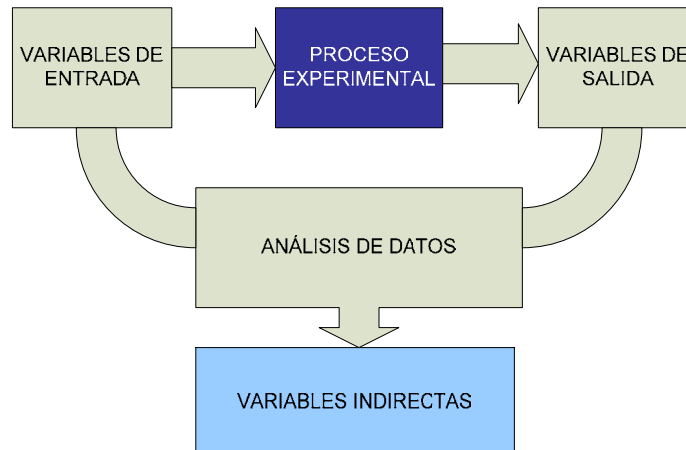 VARIABLES DE
ENTRADA
PROCESO
EXPERIMENTAL
VARIABLES DE
SALIDA
ANÁLISIS DE DATOS
VARIABLES INDIRECTAS